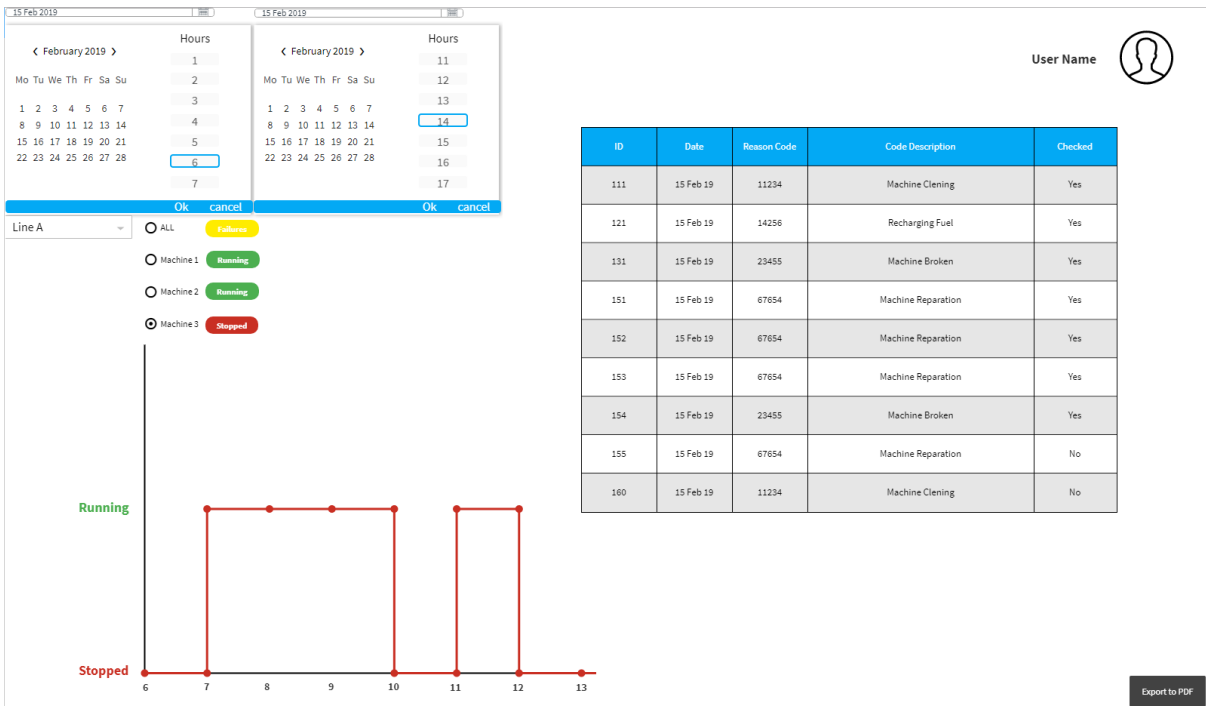 15 Feb 2019
15 Feb 2019
February 2019
Hours
Mo Tu We Th Fr Sa Su
1 2 3 4 5 6 7
8 9 10 11 12 13 14
15 16 17 18 19 20 21
22 23 24 25 26 27 28
1
2
3
4
5
6
7
Ok cancel
February 2019
Hours
Mo Tu We Th Fr Sa Su
1 2 3 4 5 6 7
8 9 10 11 12 13 14
15 16 17 18 19 20 21
22 23 24 25 26 27 28
11
12
13
14
15
16
17
Ok cancel
User Name
Line A
ALL Failures
Machine 1 Running
Machine 2 Running
Machine 3 Stopped
ID Date Reason Code Code Description Checked
111 15 Feb 19 11234 Machine Clening Yes
121 15 Feb 19 14256 Recharging Fuel Yes
131 15 Feb 19 23455 Machine Broken Yes
151 15 Feb 19 67654 Machine Reparation Yes
152 15 Feb 19 67654 Machine Reparation Yes
153 15 Feb 19 67654 Machine Reparation Yes
154 15 Feb 19 23455 Machine Broken Yes
155 15 Feb 19 67654 Machine Reparation No
160 15 Feb 19 11234 Machine Clening No
Running
Stopped
6 7 8 9 10 11 12 13
Export to PDF